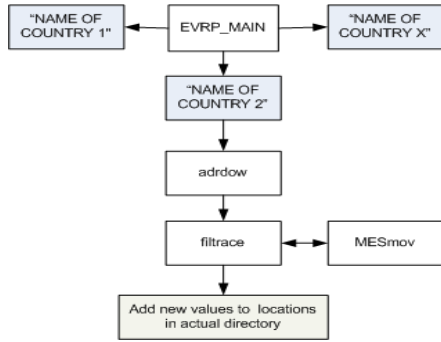 “NAME OF
COUNTRY 1"
EVRP_MAIN
“NAME OF
COUNTRY X”
“NAME OF
COUNTRY 2”
adrdow
filtrace
MESmov
Add new values to locations
in actual directory